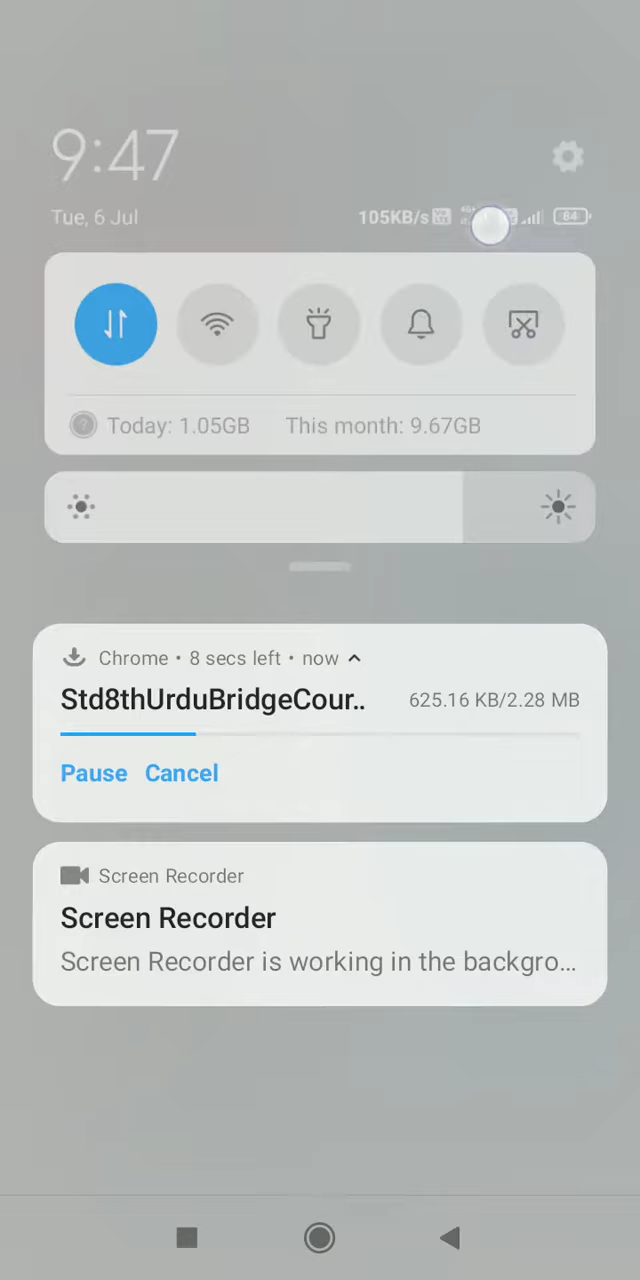 9:47
Tue, 6 Jul 105KB/s 84
Today: 1.05GB This month: 9.67GB
Chrome • 8 secs left • now
Std8thUrduBridgeCour.. 625.16 KB/2.28 MB
Pause Cancel
Screen Recorder
Screen Recorder
Screen Recorder is working in the backgro...